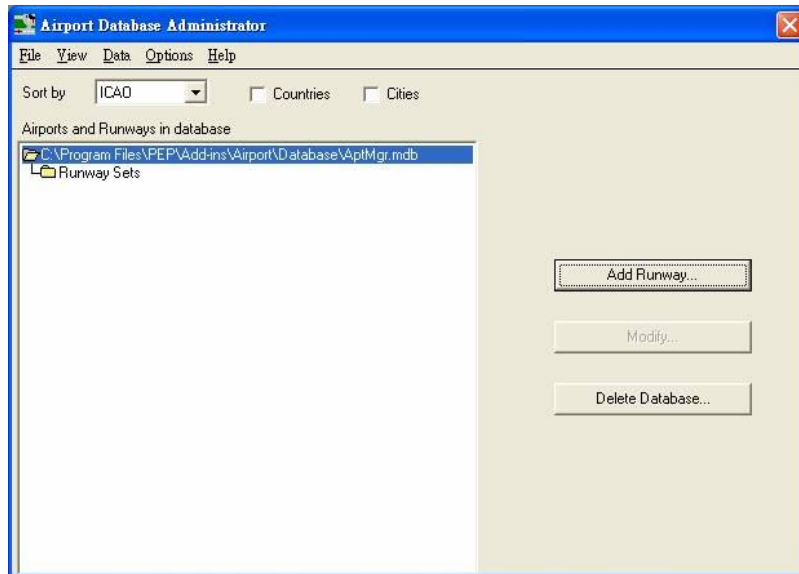 Airport Database Administrator
File View Data Options Help
Sort by ICAO Countries Cities
Airports and Runways in database
C:\Program Files\PEP\Add-ins\Airport\Database\AptMgr.mdb
Runway Sets
Add Runway...
Modify...
Delete Database...